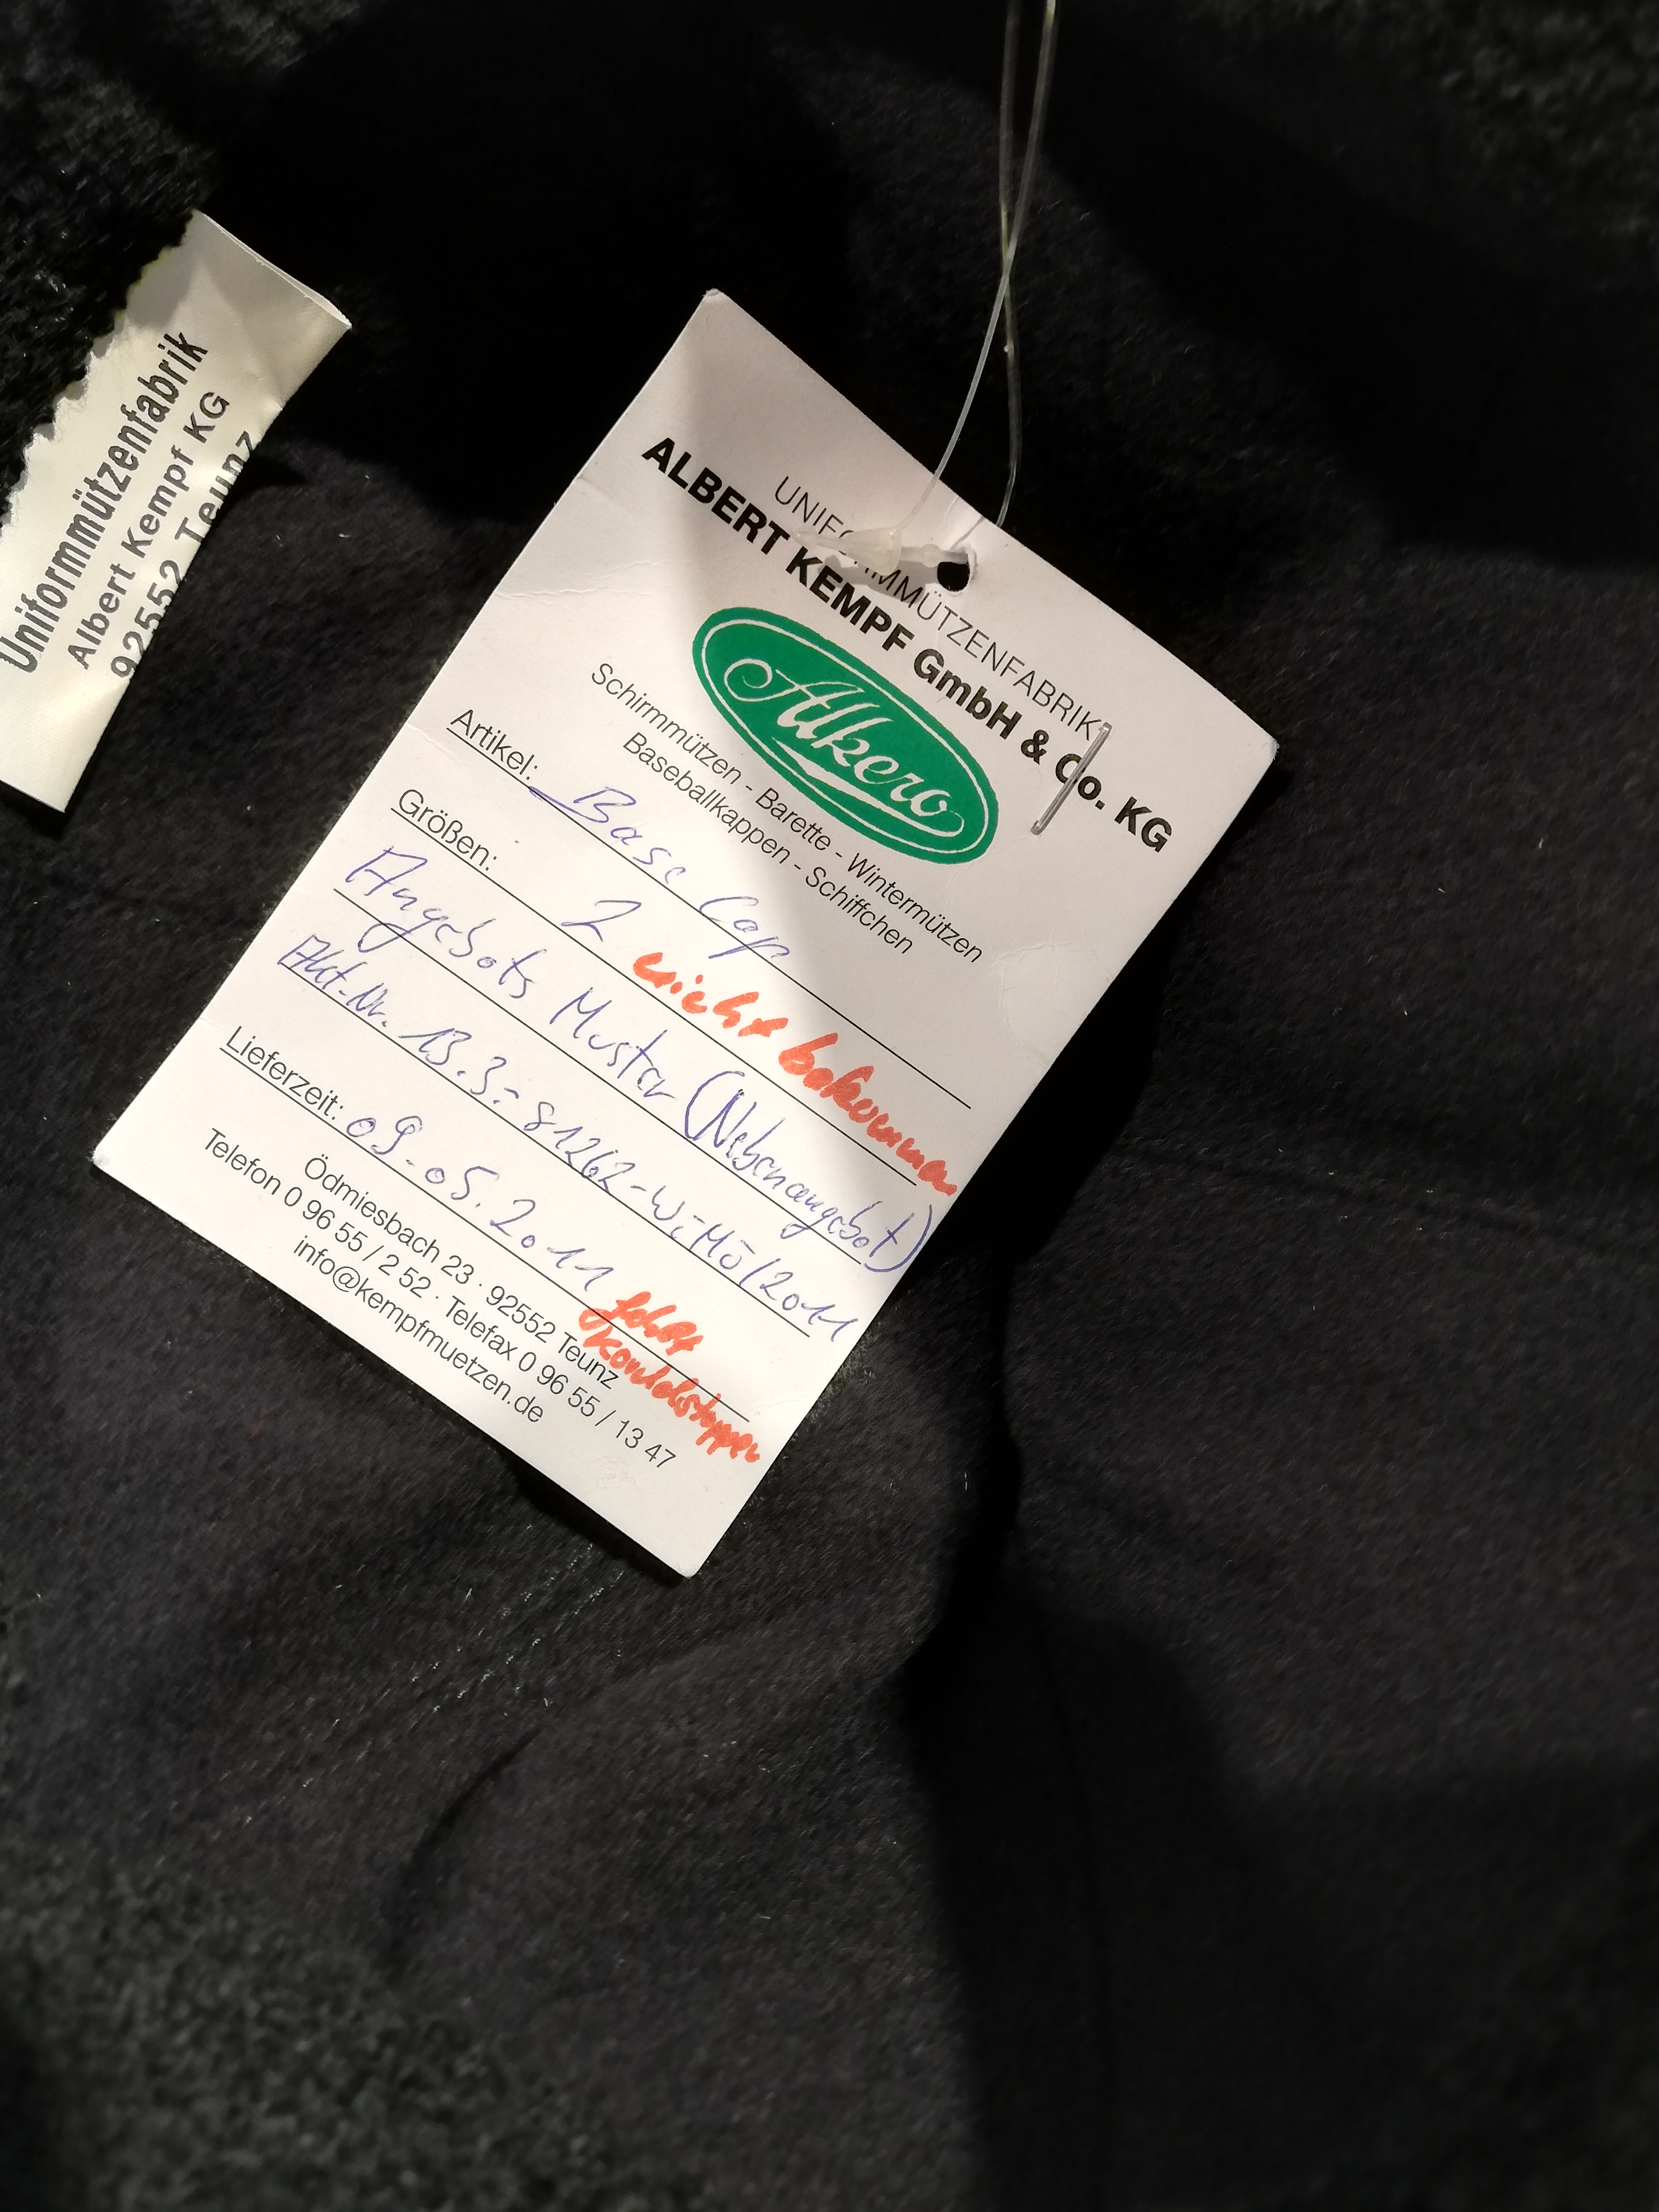 Uniformmützenfabrik
Albert Kempf KG
92552 Teunz
UNIFORMMÜTZENFABRIK
ALBERT KEMPF GmbH & Co. KG
Alkero
Schirmmützen - Barette - Wintermützen
Baseballkappen - Schiffchen
Artikel: Base Cap
Größen: 2 nicht bekommen
Angebots Muster (Nebenangebot)
Akt-Nr. 13.3.-81262-WiMü/2011
Lieferzeit: 09.05.2011 fehlt
Kordelstopper
Ödmiesbach 23 · 92552 Teunz
Telefon 0 96 55 / 2 52 · Telefax 0 96 55 / 13 47
info@kempfmuetzen.de